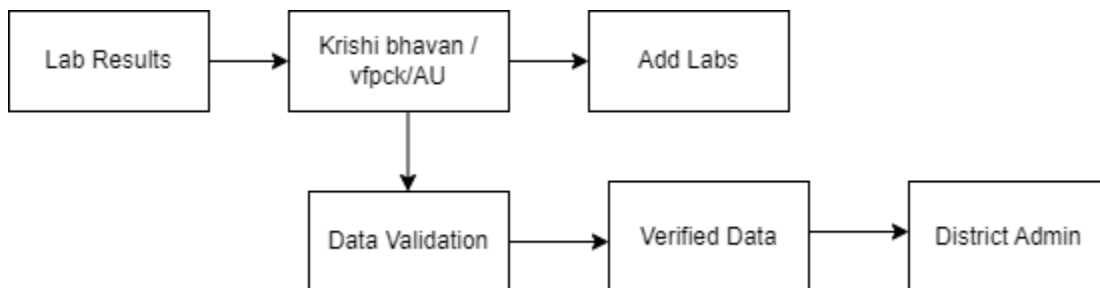 Lab Results
Krishi bhavan /
vfpck/AU
Add Labs
Data Validation
Verified Data
District Admin